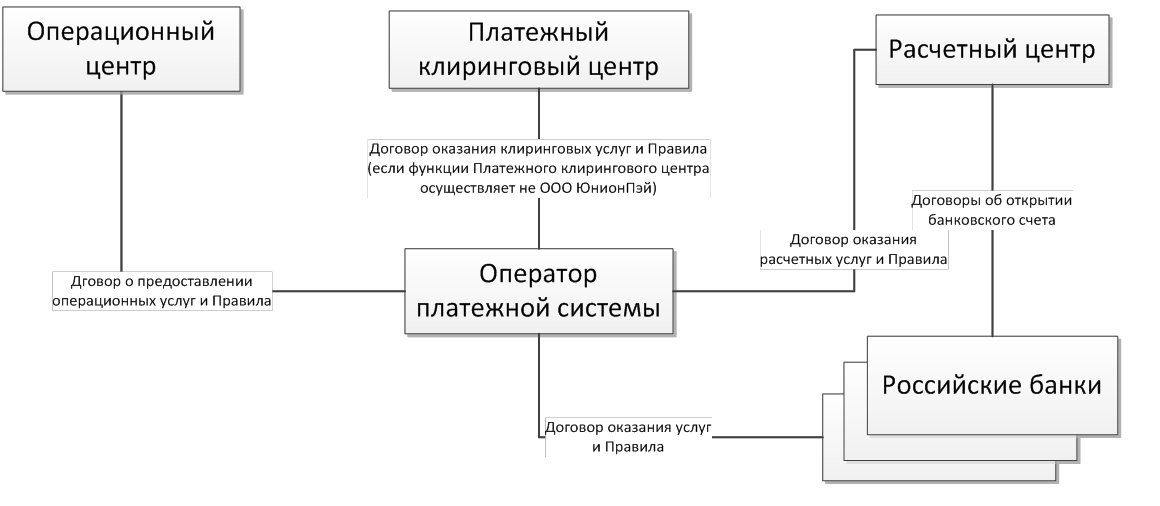 Операционный
центр
Платежный
клиринговый центр
Расчетный центр
Договор оказания клиринговых услуг и Правила
(если функции Платежного клирингового центра
осуществляет не ООО ЮнионПэй)
Договоры об открытии
банковского счета
Договор оказания
расчетных услуг и Правила
Дговор о предоставлении
операционных услуг и Правила
Оператор
платежной системы
Российские банки
Договор оказания услуг
и Правила